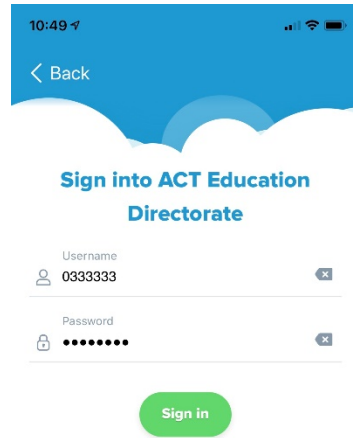 10:49
Back
Sign into ACT Education
Directorate
Username
0333333
Password
Sign in